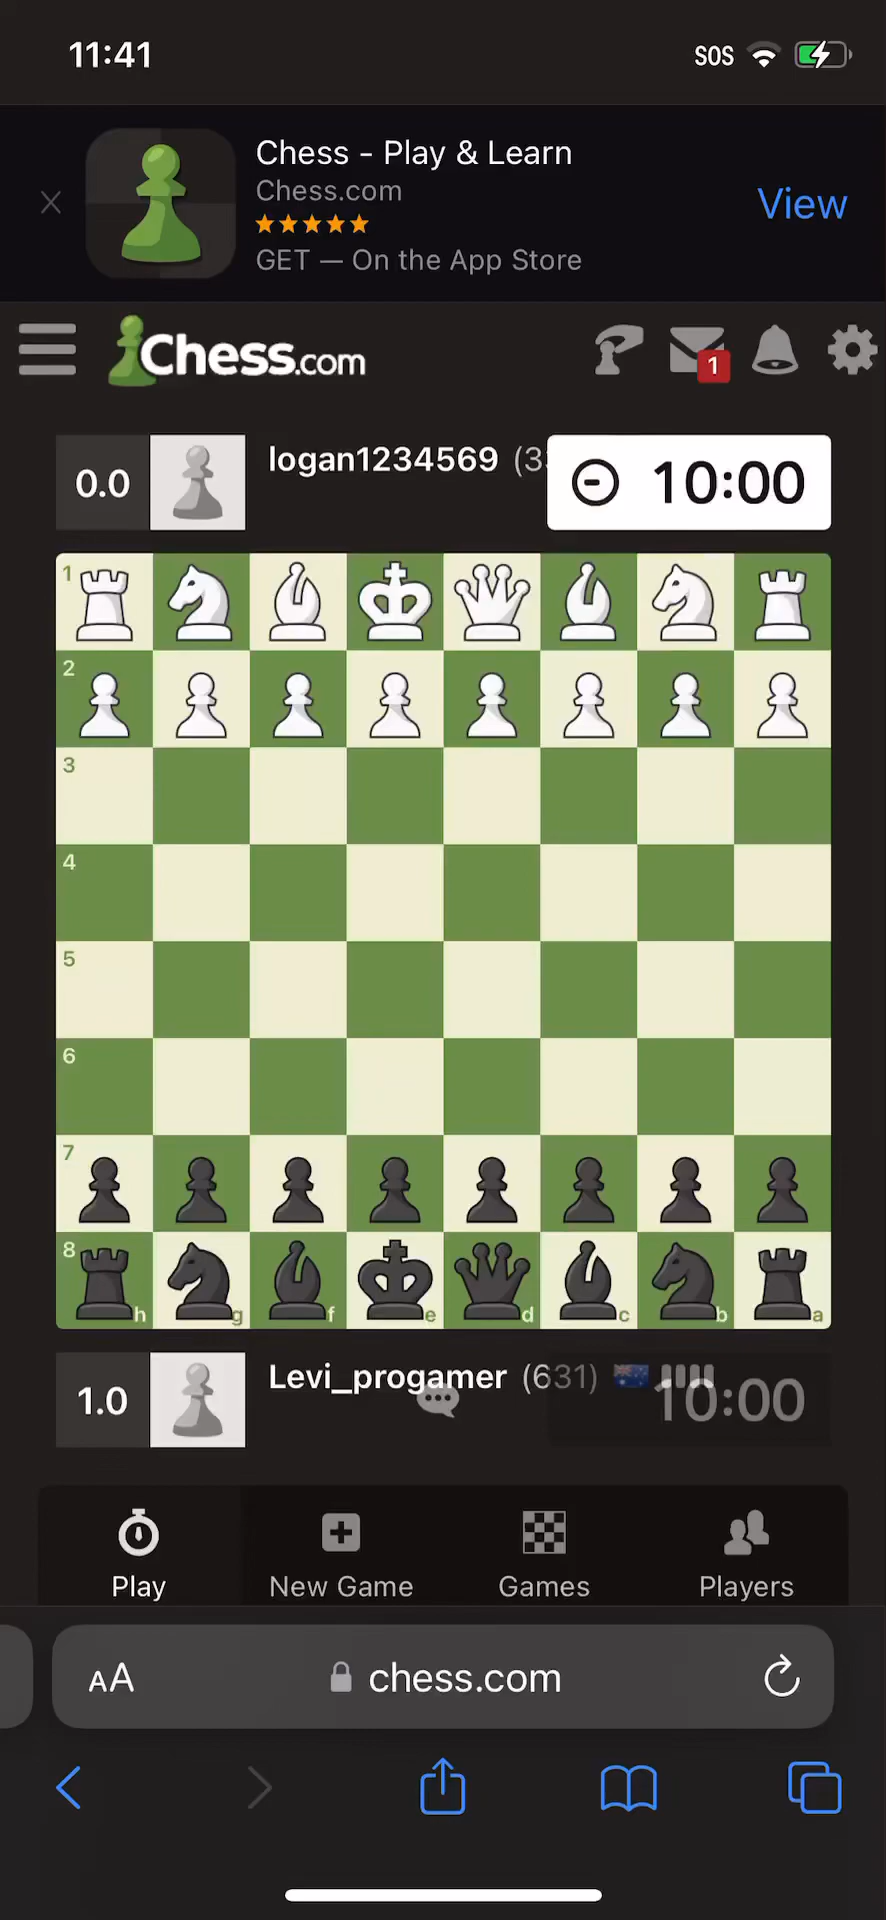 11:41
SOS
Chess - Play & Learn
Chess.com
GET — On the App Store
View
Chess.com
1
0.0
logan1234569 (3
10:00
1
2
3
4
5
6
7
8
h g f e d c b a
1.0
Levi_progamer (631)
10:00
Play
New Game
Games
Players
AA
chess.com